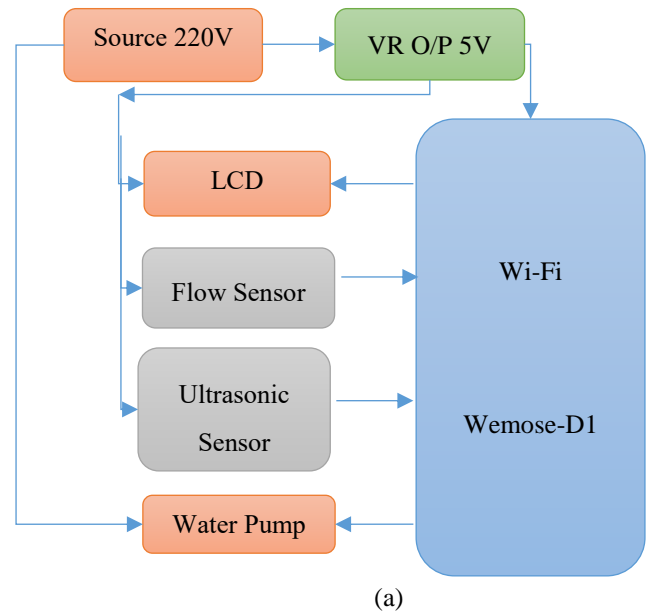 Source 220V
VR O/P 5V
LCD
Wi-Fi
Flow Sensor
Ultrasonic
Sensor
Wemose-D1
Water Pump
(a)